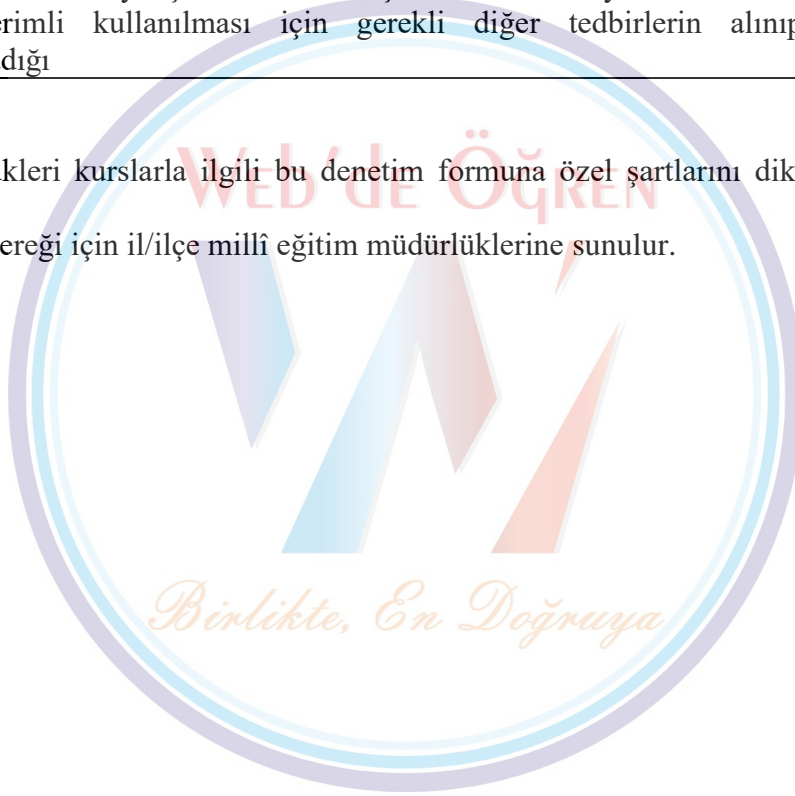 erimli kullanılması için gerekli diğer tedbirlerin alınıp
dığı
kleri kurslarla ilgili bu denetim formuna özel şartlarını dik
ereği için il/ilçe millî eğitim müdürlüklerine sunulur.
Web'de Öğren
Birlikte, En Doğruya